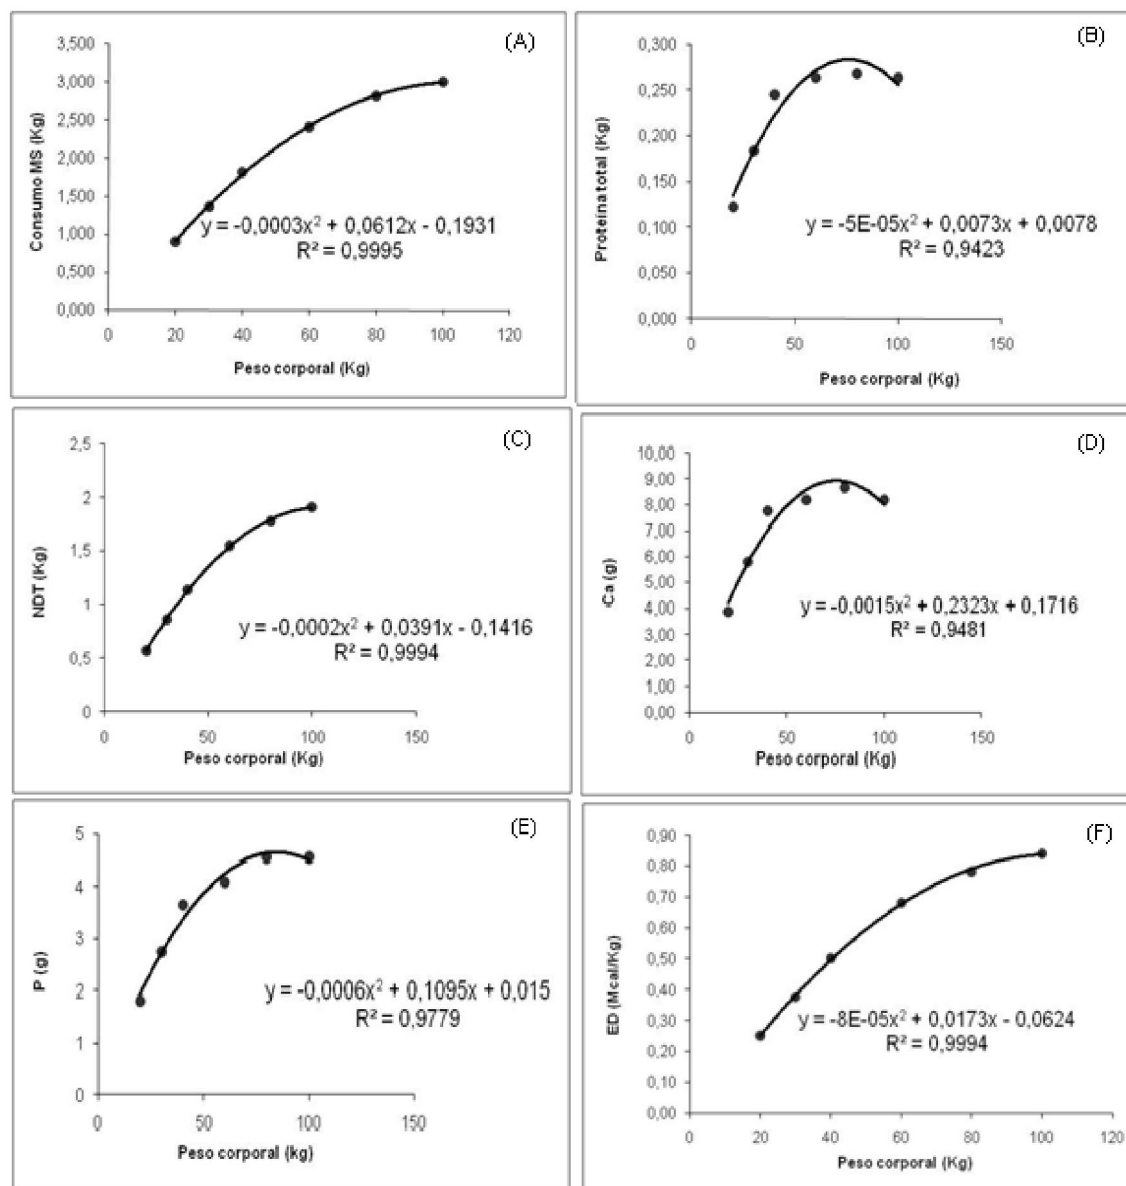 (A)
3,500
3,000
2,500
2,000
1,500
1,000
0,500
0,000
Consumo MS (Kg)
y = -0,0003x² + 0,0612x - 0,1931
R² = 0,9995
0 20 40 60 80 100 120
Peso corporal (Kg)
(B)
0,300
0,250
0,200
0,150
0,100
0,050
0,000
Proteina total (Kg)
y = -5E-05x² + 0,0073x + 0,0078
R² = 0,9423
0 50 100 150
Peso corporal (Kg)
(C)
2,5
2
1,5
1
0,5
0
NDT (Kg)
y = -0,0002x² + 0,0391x - 0,1416
R² = 0,9994
0 50 100 150
Peso corporal (Kg)
(D)
10,00
9,00
8,00
7,00
6,00
5,00
4,00
3,00
2,00
1,00
0,00
Ca (g)
y = -0,0015x² + 0,2323x + 0,1716
R² = 0,9481
0 50 100 150
Peso corporal (Kg)
(E)
5
4
3
2
1
0
P (g)
y = -0,0006x² + 0,1095x + 0,015
R² = 0,9779
0 50 100 150
Peso corporal (kg)
(F)
0,90
0,80
0,70
0,60
0,50
0,40
0,30
0,20
0,10
0,00
ED (Mcal/Kg)
y = -8E-05x² + 0,0173x - 0,0624
R² = 0,9994
0 20 40 60 80 100 120
Peso corporal (Kg)